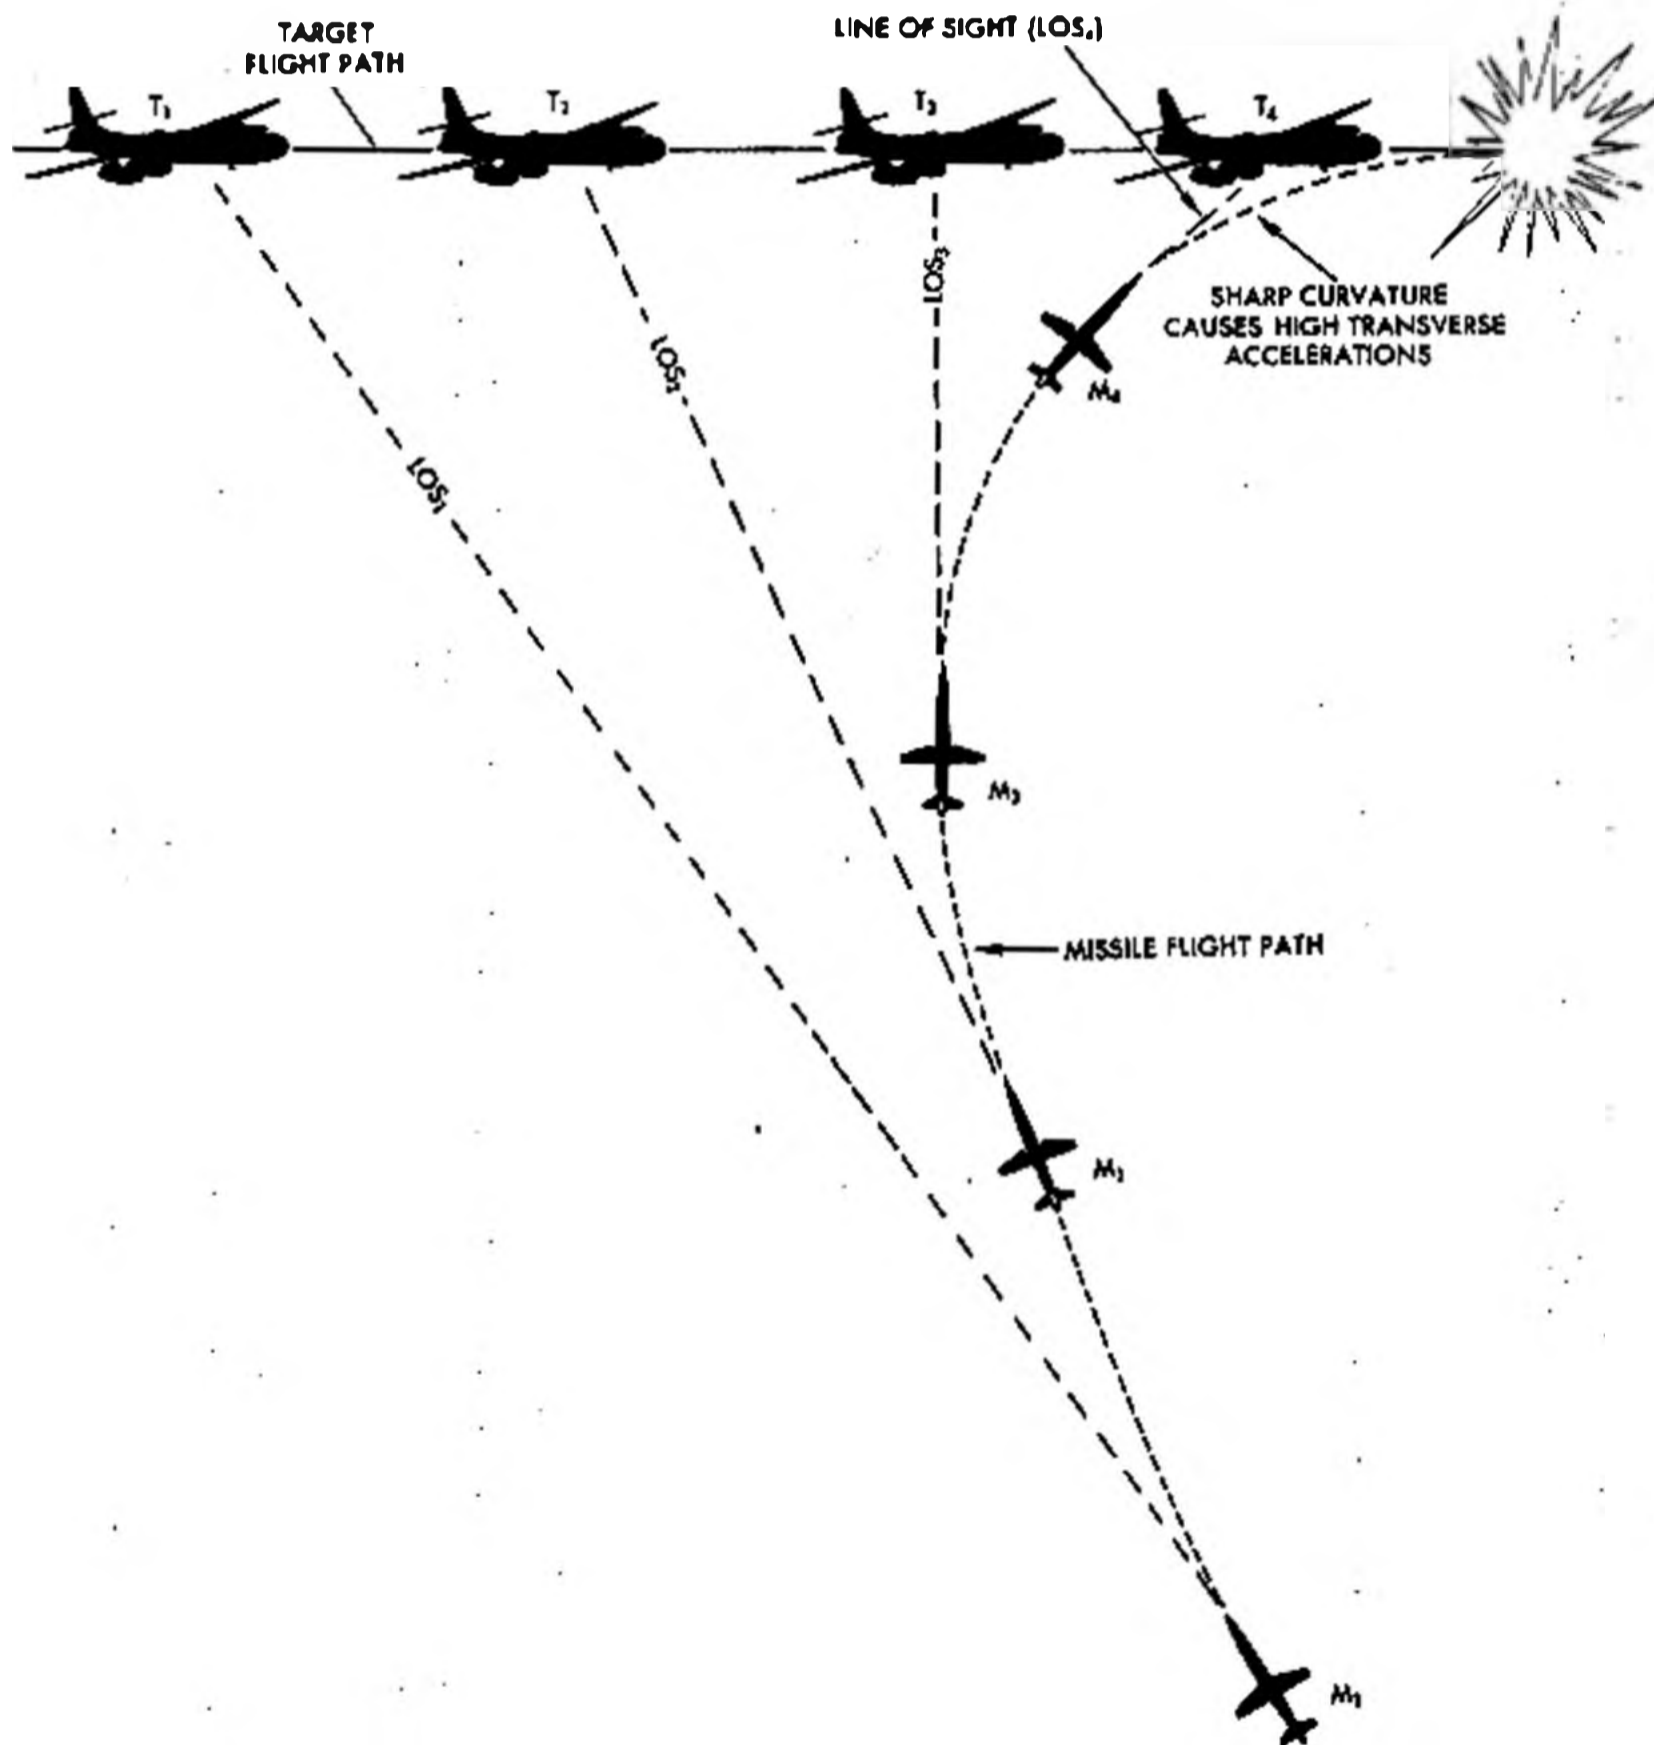 TARGET
FLIGHT PATH
LINE OF SIGHT (LOS₄)
T₁
T₂
T₃
T₄
LOS₃
SHARP CURVATURE
CAUSES HIGH TRANSVERSE
ACCELERATIONS
LOS₂
M₄
LOS₁
M₃
MISSILE FLIGHT PATH
M₂
M₁